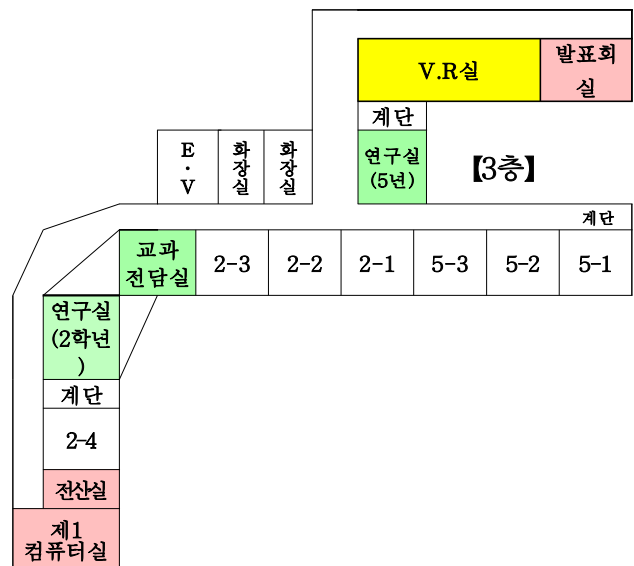 V.R실
발표회
실
계단
E
·
V
화
장
실
화
장
실
연구실
(5년)
【3층】
계단
교과
전담실
2-3
2-2
2-1
5-3
5-2
5-1
연구실
(2학년
)
계단
2-4
전산실
제1
컴퓨터실